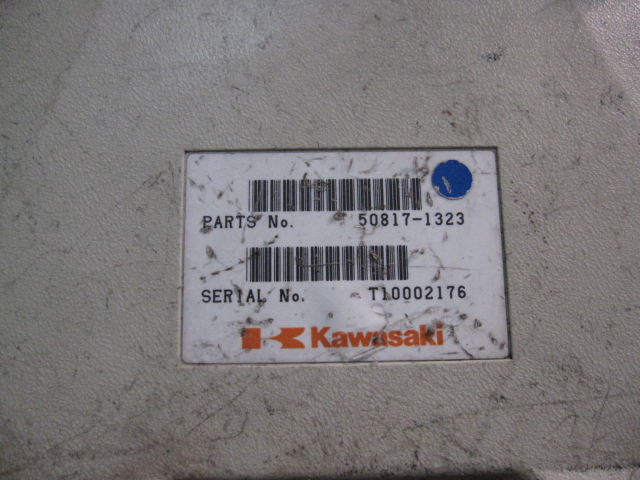 PARTS No. 50817-1323
SERIAL No. T10002176
Kawasaki